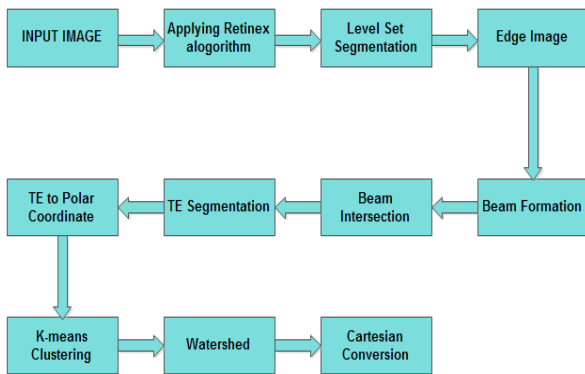 INPUT IMAGE
Applying Retinex
alogorithm
Level Set
Segmentation
Edge Image
Beam Formation
Beam
Intersection
TE Segmentation
TE to Polar
Coordinate
K-means
Clustering
Watershed
Cartesian
Conversion